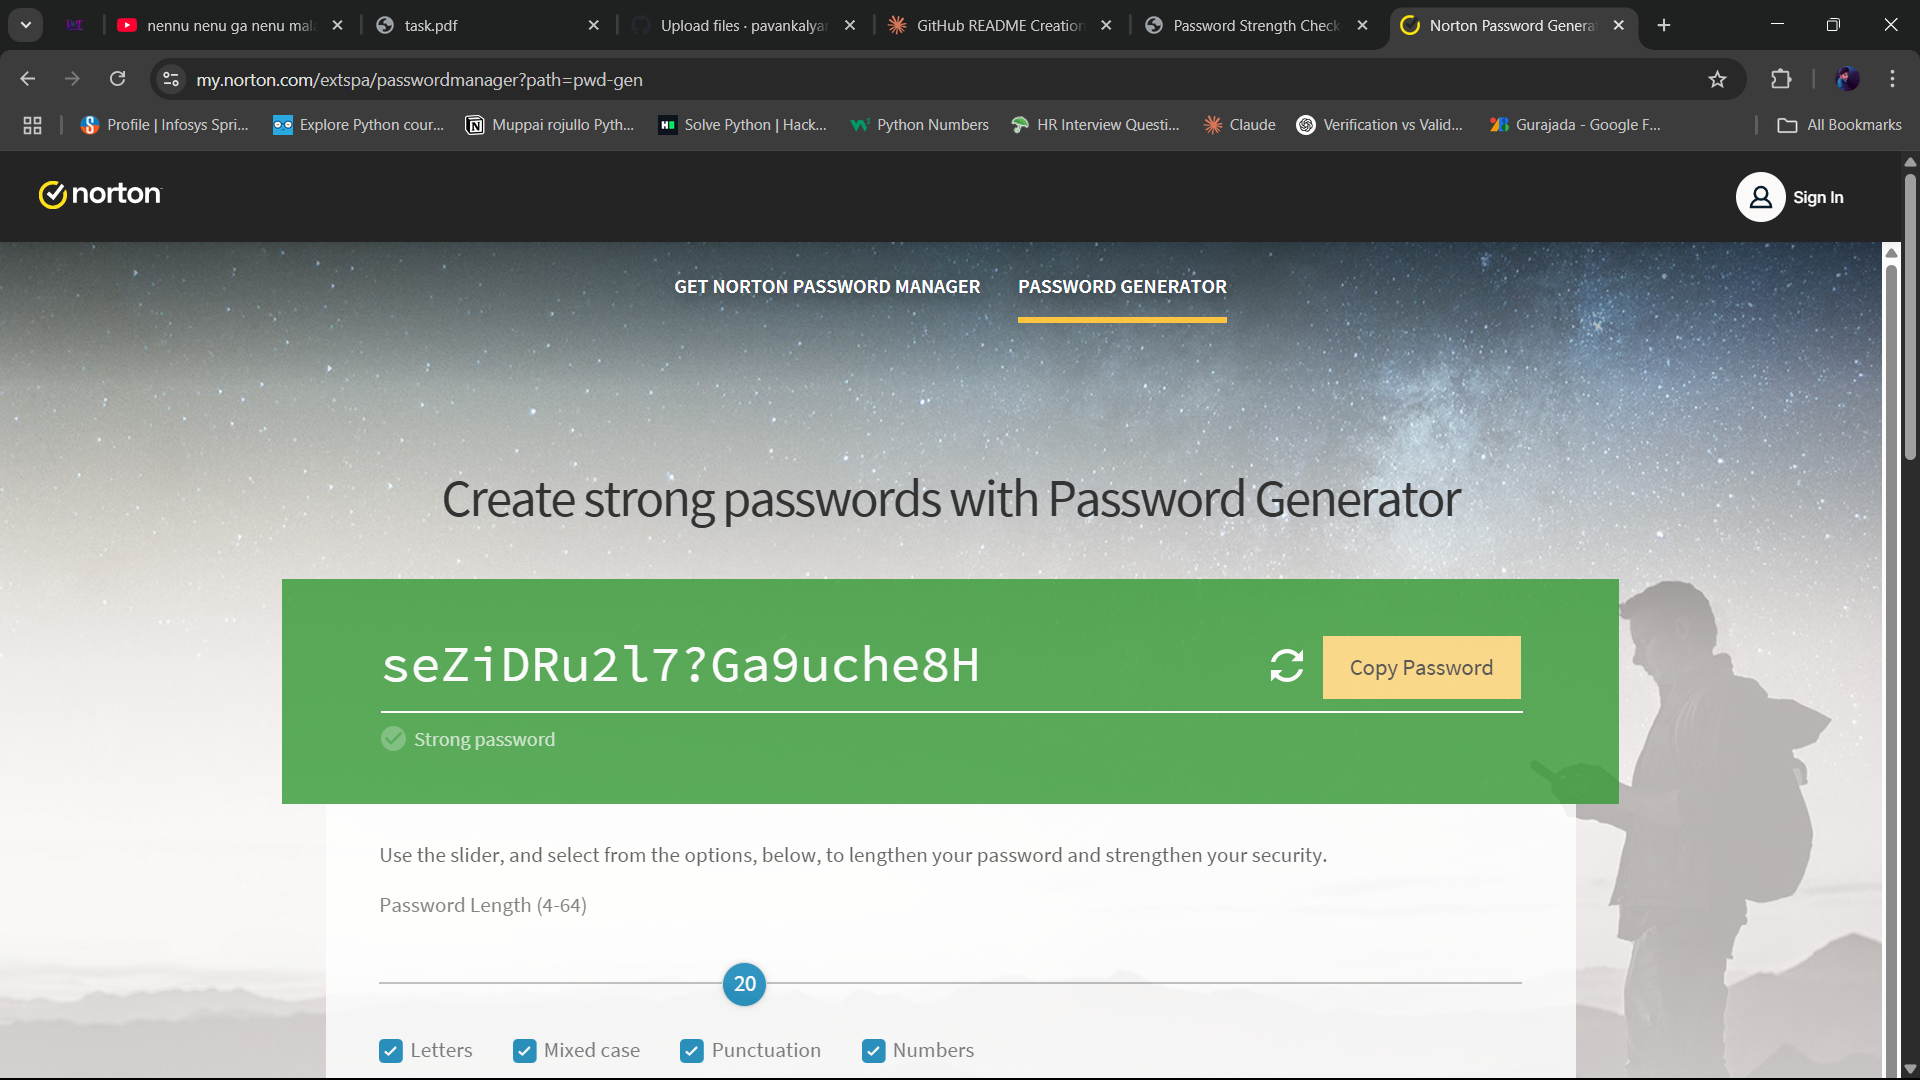 nennu nenu ga nenu mala
task.pdf
Upload files · pavankalyan
GitHub README Creation
Password Strength Check
Norton Password Genera
my.norton.com/extspa/passwordmanager?path=pwd-gen
Profile | Infosys Spri...
Explore Python cour...
Muppai rojullo Pyth...
Solve Python | Hack...
Python Numbers
HR Interview Questi...
Claude
Verification vs Valid...
Gurajada - Google F...
All Bookmarks
norton
Sign In
GET NORTON PASSWORD MANAGER
PASSWORD GENERATOR
Create strong passwords with Password Generator
seZiDRu2l7?Ga9uche8H
Copy Password
Strong password
Use the slider, and select from the options, below, to lengthen your password and strengthen your security.
Password Length (4-64)
20
Letters
Mixed case
Punctuation
Numbers